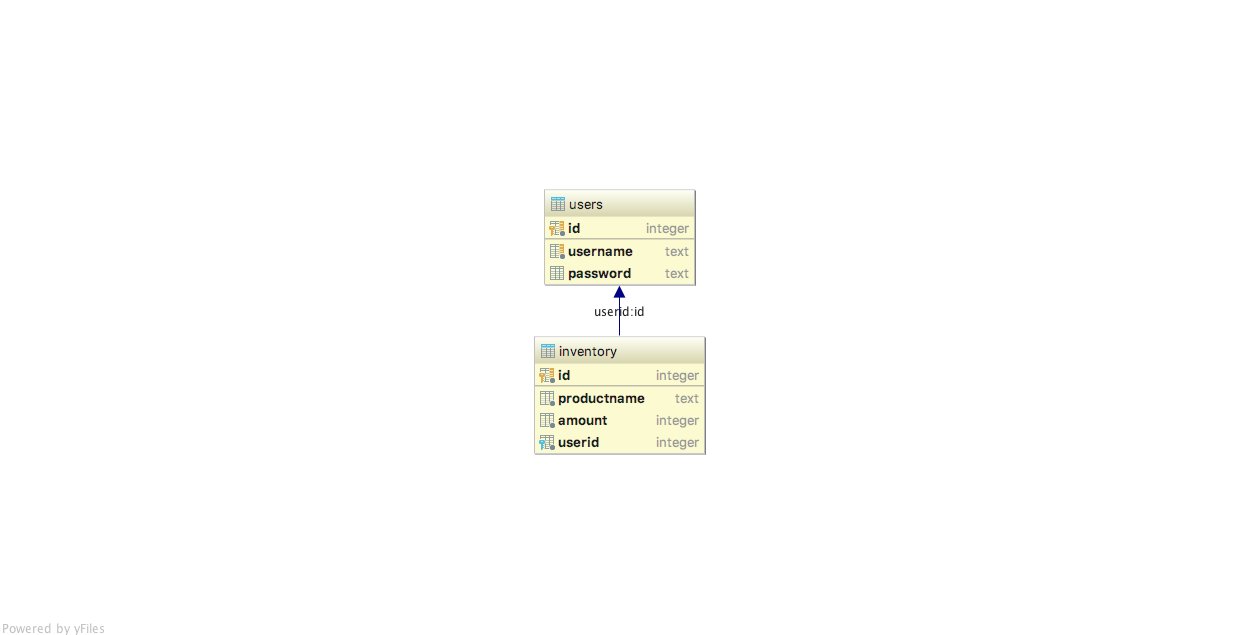 users
id integer
username text
password text
userid:id
inventory
id integer
productname text
amount integer
userid integer
Powered by yFiles